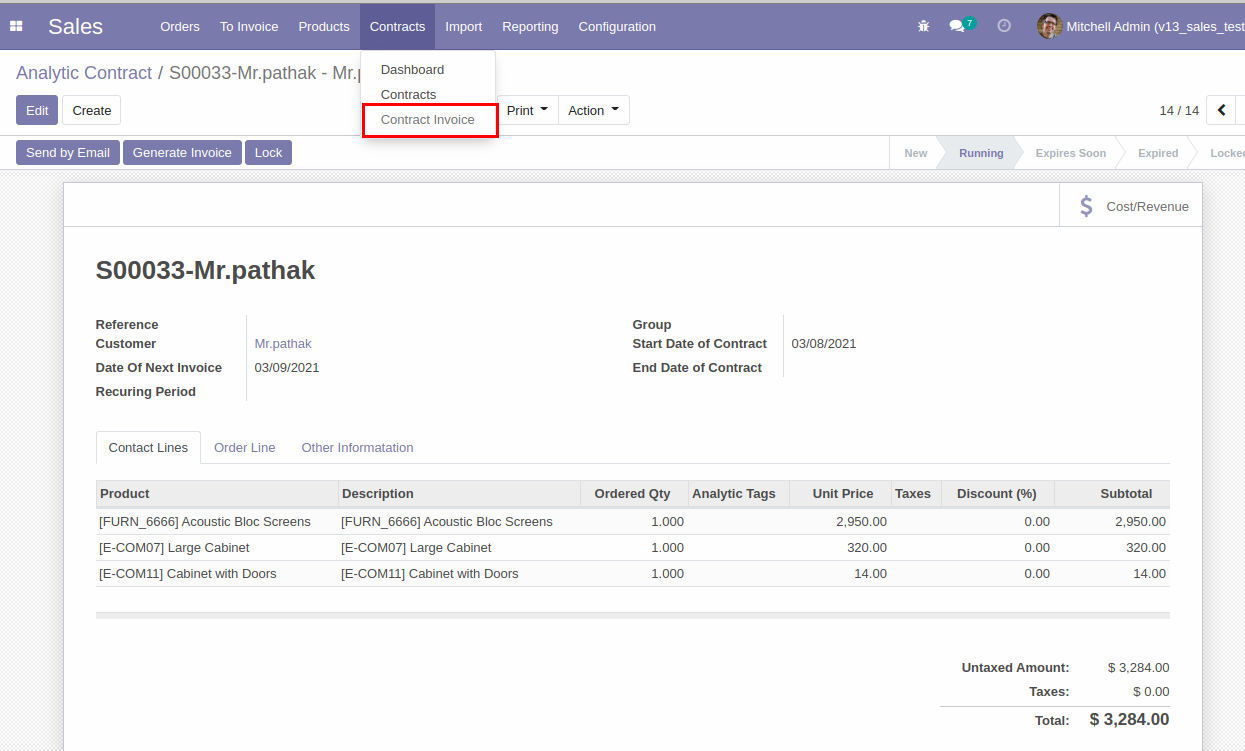 Sales Orders To Invoice Products Contracts Import Reporting Configuration 7 Mitchell Admin (v13_sales_test
Analytic Contract / S00033-Mr.pathak - Mr.p
Dashboard
Contracts
Contract Invoice
Edit Create Print Action 14 / 14
Send by Email Generate Invoice Lock New Running Expires Soon Expired Locked
$ Cost/Revenue
S00033-Mr.pathak
Reference Group
Customer Mr.pathak Start Date of Contract 03/08/2021
Date Of Next Invoice 03/09/2021 End Date of Contract
Recuring Period
Contact Lines Order Line Other Informatation
Product Description Ordered Qty Analytic Tags Unit Price Taxes Discount (%) Subtotal
[FURN_6666] Acoustic Bloc Screens [FURN_6666] Acoustic Bloc Screens 1.000 2,950.00 0.00 2,950.00
[E-COM07] Large Cabinet [E-COM07] Large Cabinet 1.000 320.00 0.00 320.00
[E-COM11] Cabinet with Doors [E-COM11] Cabinet with Doors 1.000 14.00 0.00 14.00
Untaxed Amount: $ 3,284.00
Taxes: $ 0.00
Total: $ 3,284.00